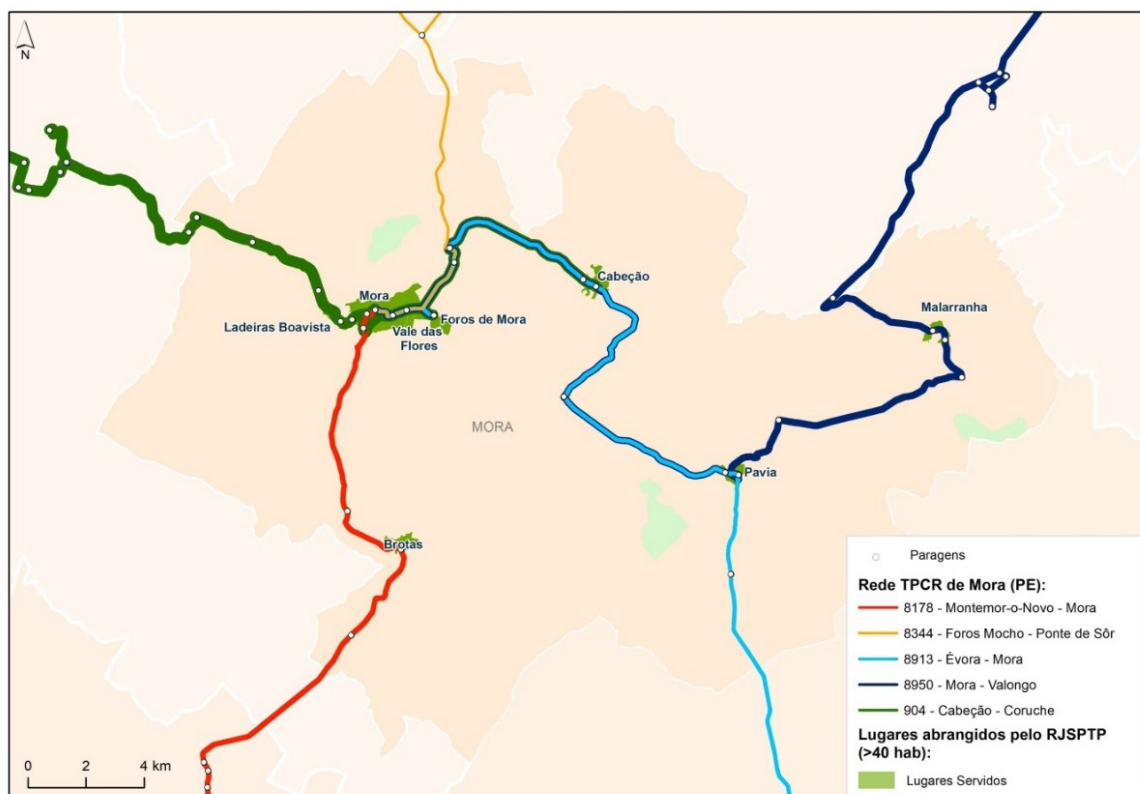 N
Cabeção
Mora
Malarranha
Foros de Mora
Ladeiras Boavista
Vale das
Flores
MORA
Pavia
Brotas
Paragens
Rede TPCR de Mora (PE):
8178 - Montemor-o-Novo - Mora
8344 - Foros Mocho - Ponte de Sôr
8913 - Évora - Mora
8950 - Mora - Valongo
904 - Cabeção - Coruche
Lugares abrangidos pelo RJSPTP
(>40 hab):
Lugares Servidos
0 2 4 km